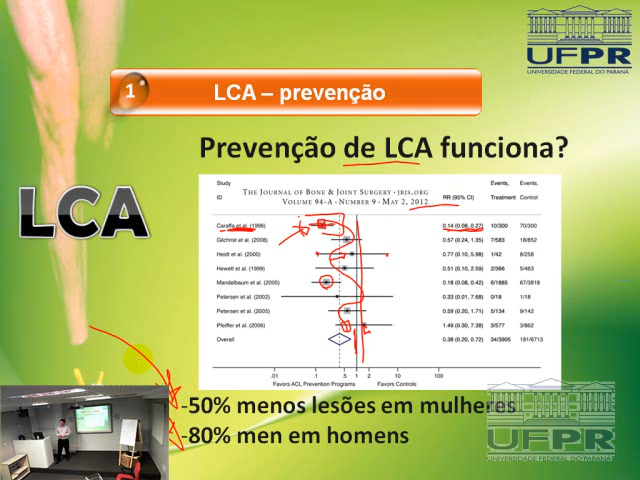 UFPR
UNIVERSIDADE FEDERAL DO PARANÁ
1
LCA – prevenção
Prevenção de LCA funciona?
LCA
Study
ID
THE JOURNAL OF BONE & JOINT SURGERY · JBJS.ORG
VOLUME 94-A · NUMBER 9 · MAY 2, 2012
RR (95% CI)
Events, Treatment
Events, Control
Caraffa et al. (1996) 0.14 (0.08, 0.27) 10/300 70/300
Gilchrist et al. (2008) 0.57 (0.24, 1.35) 7/583 18/852
Heidt et al. (2000) 0.77 (0.10, 5.98) 1/42 8/258
Hewett et al. (1999) 0.51 (0.10, 2.59) 2/366 5/463
Mandelbaum et al. (2005) 0.18 (0.08, 0.42) 6/1885 67/3818
Petersen et al. (2002) 0.33 (0.01, 7.68) 0/18 1/18
Petersen et al. (2005) 0.59 (0.20, 1.71) 5/134 9/142
Pfeiffer et al. (2006) 1.49 (0.30, 7.38) 3/577 3/862
Overall 0.38 (0.20, 0.72) 34/3905 181/6713
.01 .1 .5 1 2 10 100
Favors ACL Prevention Programs Favors Controls
-50% menos lesões em mulheres
-80% men em homens
UFPR
UNIVERSIDADE FEDERAL DO PARANÁ